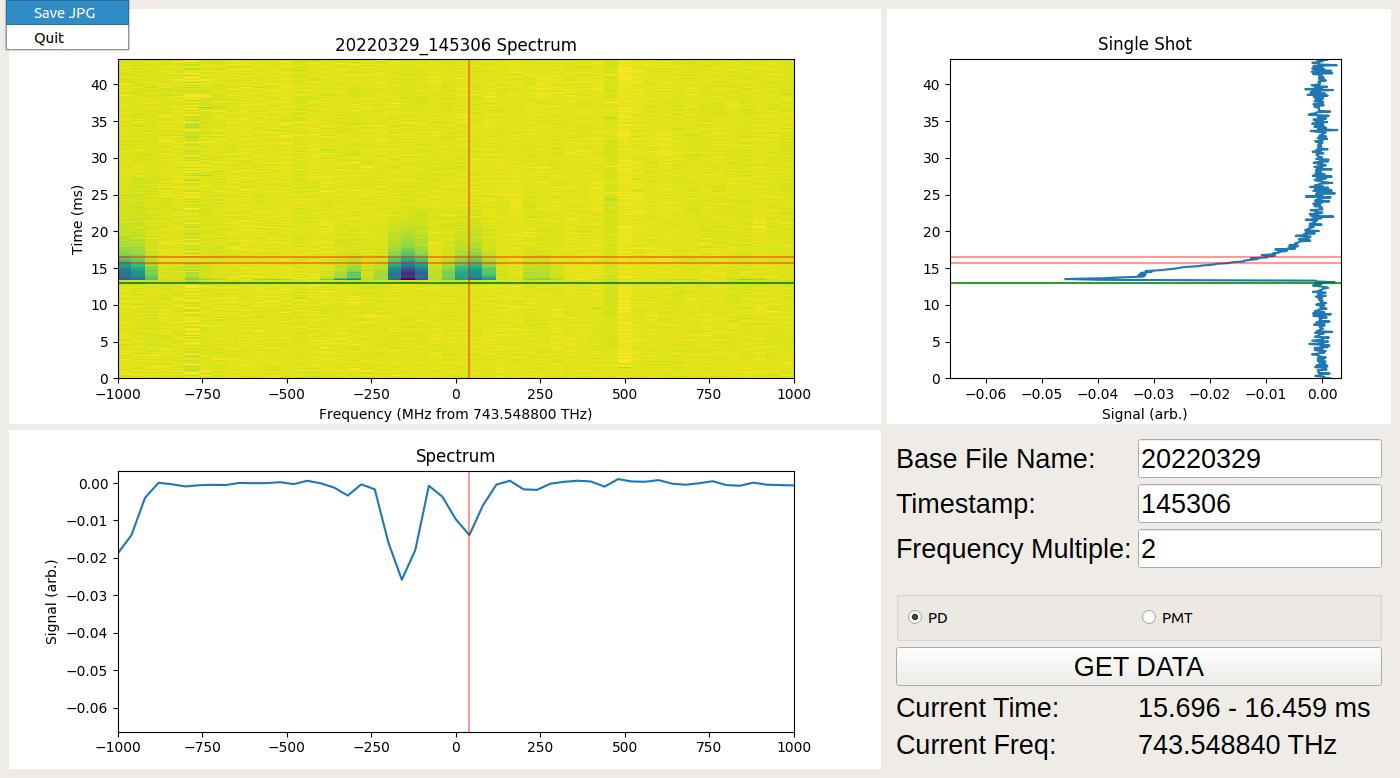 Save JPG
Quit
20220329_145306 Spectrum
40
35
30
25
20
15
10
5
0
Time (ms)
−1000 −750 −500 −250 0 250 500 750 1000
Frequency (MHz from 743.548800 THz)
Single Shot
40
35
30
25
20
15
10
5
0
−0.06 −0.05 −0.04 −0.03 −0.02 −0.01 0.00
Signal (arb.)
Spectrum
0.00
−0.01
−0.02
−0.03
−0.04
−0.05
−0.06
Signal (arb.)
−1000 −750 −500 −250 0 250 500 750 1000
Base File Name: 20220329
Timestamp: 145306
Frequency Multiple: 2
PD PMT
GET DATA
Current Time: 15.696 - 16.459 ms
Current Freq: 743.548840 THz